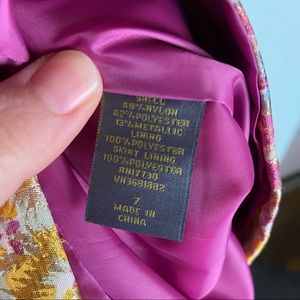 SHELL
45%NYLON
42%POLYESTER
13%METALLIC
LINING
100%POLYESTER
SKIRT LINING
100%POLYESTER
RN17730
VN3681882
7
MADE IN
CHINA